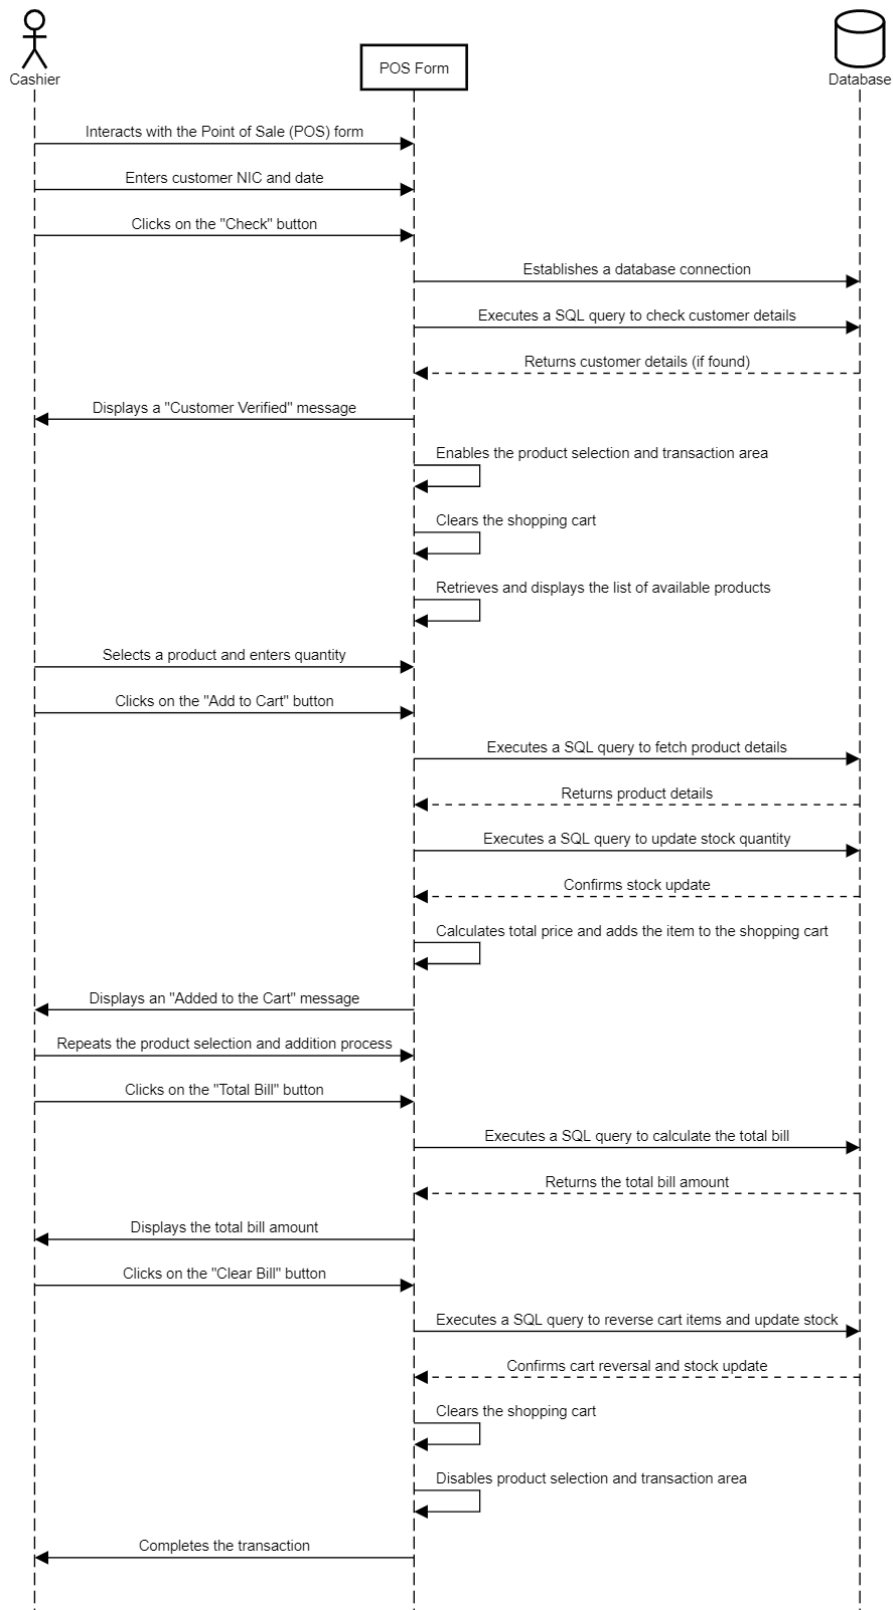 Cashier
POS Form
Database
Interacts with the Point of Sale (POS) form
Enters customer NIC and date
Clicks on the "Check" button
Establishes a database connection
Executes a SQL query to check customer details
Returns customer details (if found)
Displays a "Customer Verified" message
Enables the product selection and transaction area
Clears the shopping cart
Retrieves and displays the list of available products
Selects a product and enters quantity
Clicks on the "Add to Cart" button
Executes a SQL query to fetch product details
Returns product details
Executes a SQL query to update stock quantity
Confirms stock update
Calculates total price and adds the item to the shopping cart
Displays an "Added to the Cart" message
Repeats the product selection and addition process
Clicks on the "Total Bill" button
Executes a SQL query to calculate the total bill
Returns the total bill amount
Displays the total bill amount
Clicks on the "Clear Bill" button
Executes a SQL query to reverse cart items and update stock
Confirms cart reversal and stock update
Clears the shopping cart
Disables product selection and transaction area
Completes the transaction